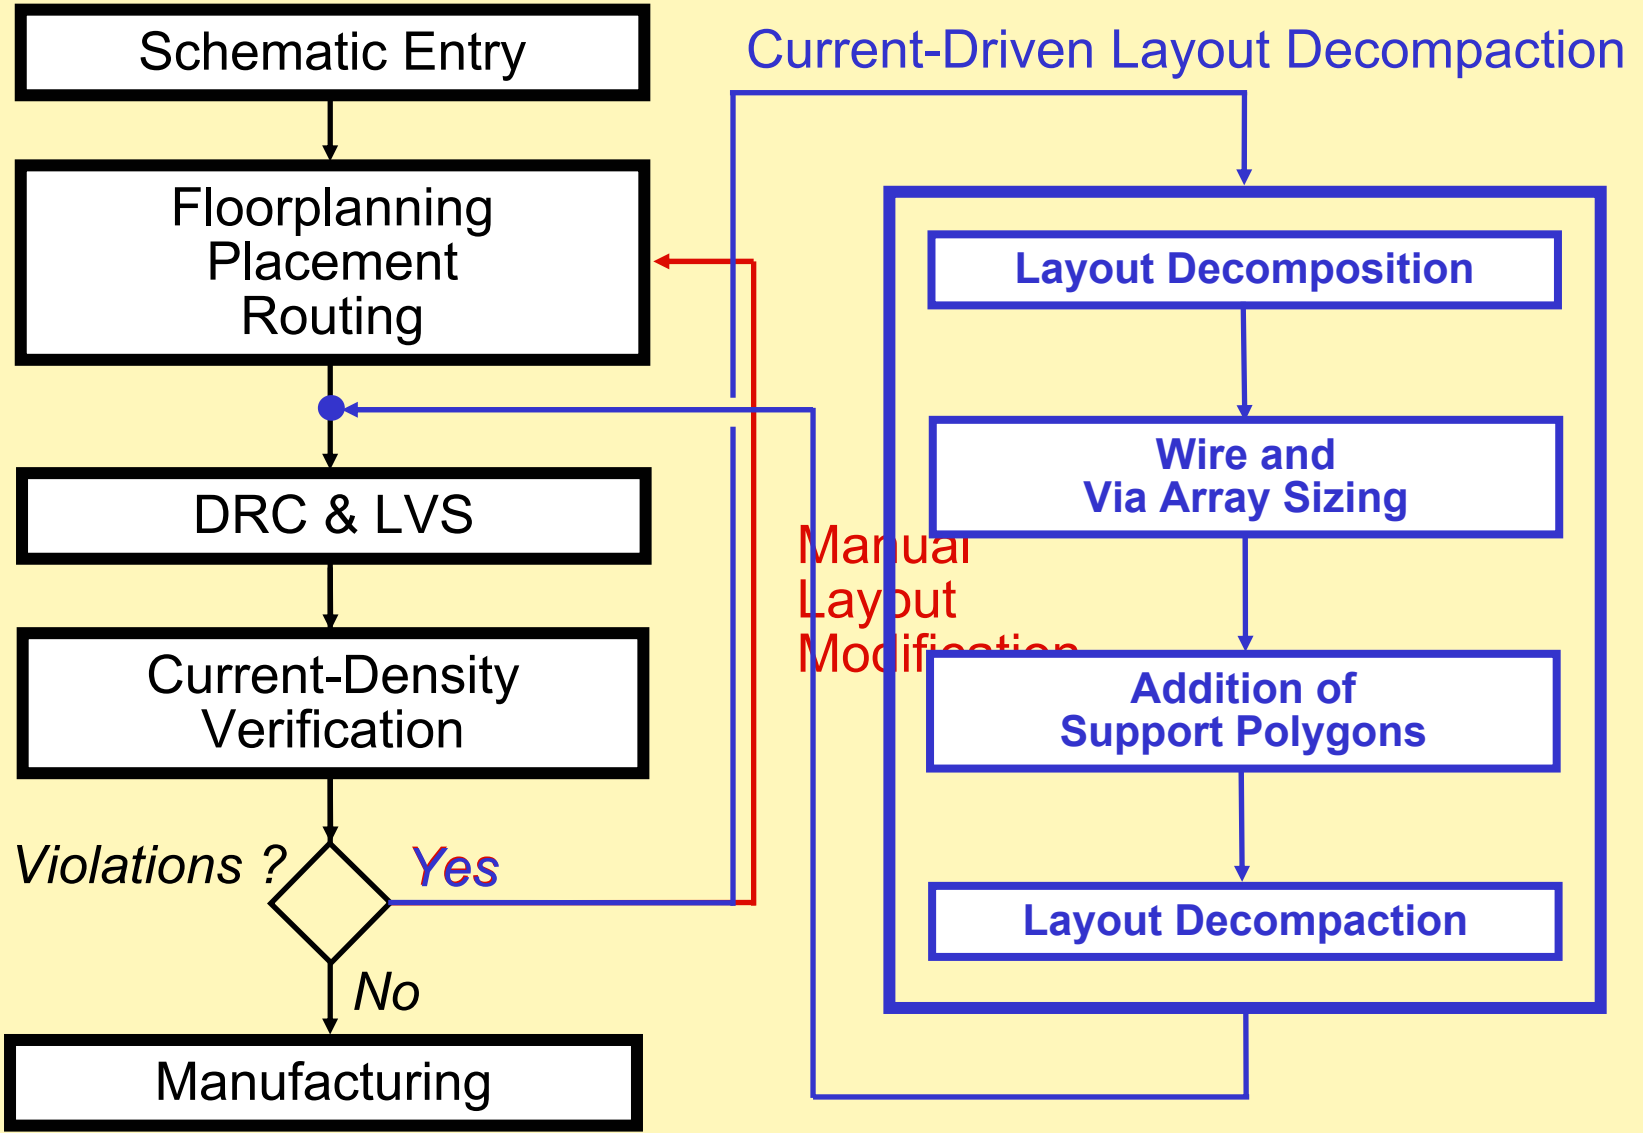 Schematic Entry
Current-Driven Layout Decompaction
Floorplanning
Placement
Routing
DRC & LVS
Current-Density
Verification
Violations ?
Yes
No
Manufacturing
Manual
Layout
Modification
Layout Decomposition
Wire and
Via Array Sizing
Addition of
Support Polygons
Layout Decompaction